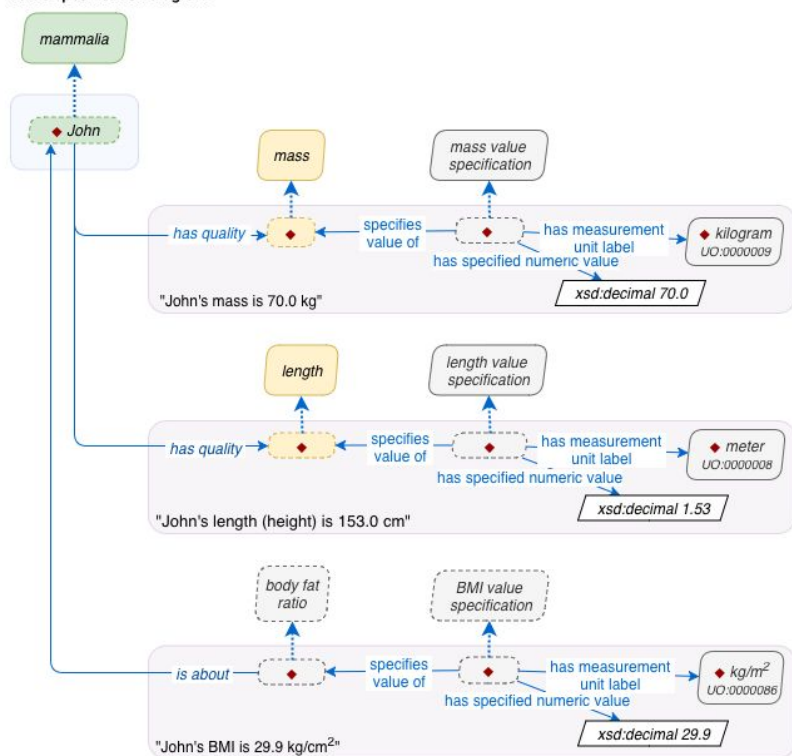 mammalia
John
mass
mass value
specification
has quality
specifies
value of
has measurement
unit label
kilogram
UO:0000009
has specified numeric value
xsd:decimal 70.0
"John's mass is 70.0 kg"
length
length value
specification
has quality
specifies
value of
has measurement
unit label
meter
UO:0000008
has specified numeric value
xsd:decimal 1.53
"John's length (height) is 153.0 cm"
body fat
ratio
BMI value
specification
is about
specifies
value of
has measurement
unit label
kg/m²
UO:0000086
has specified numeric value
xsd:decimal 29.9
"John's BMI is 29.9 kg/cm²"